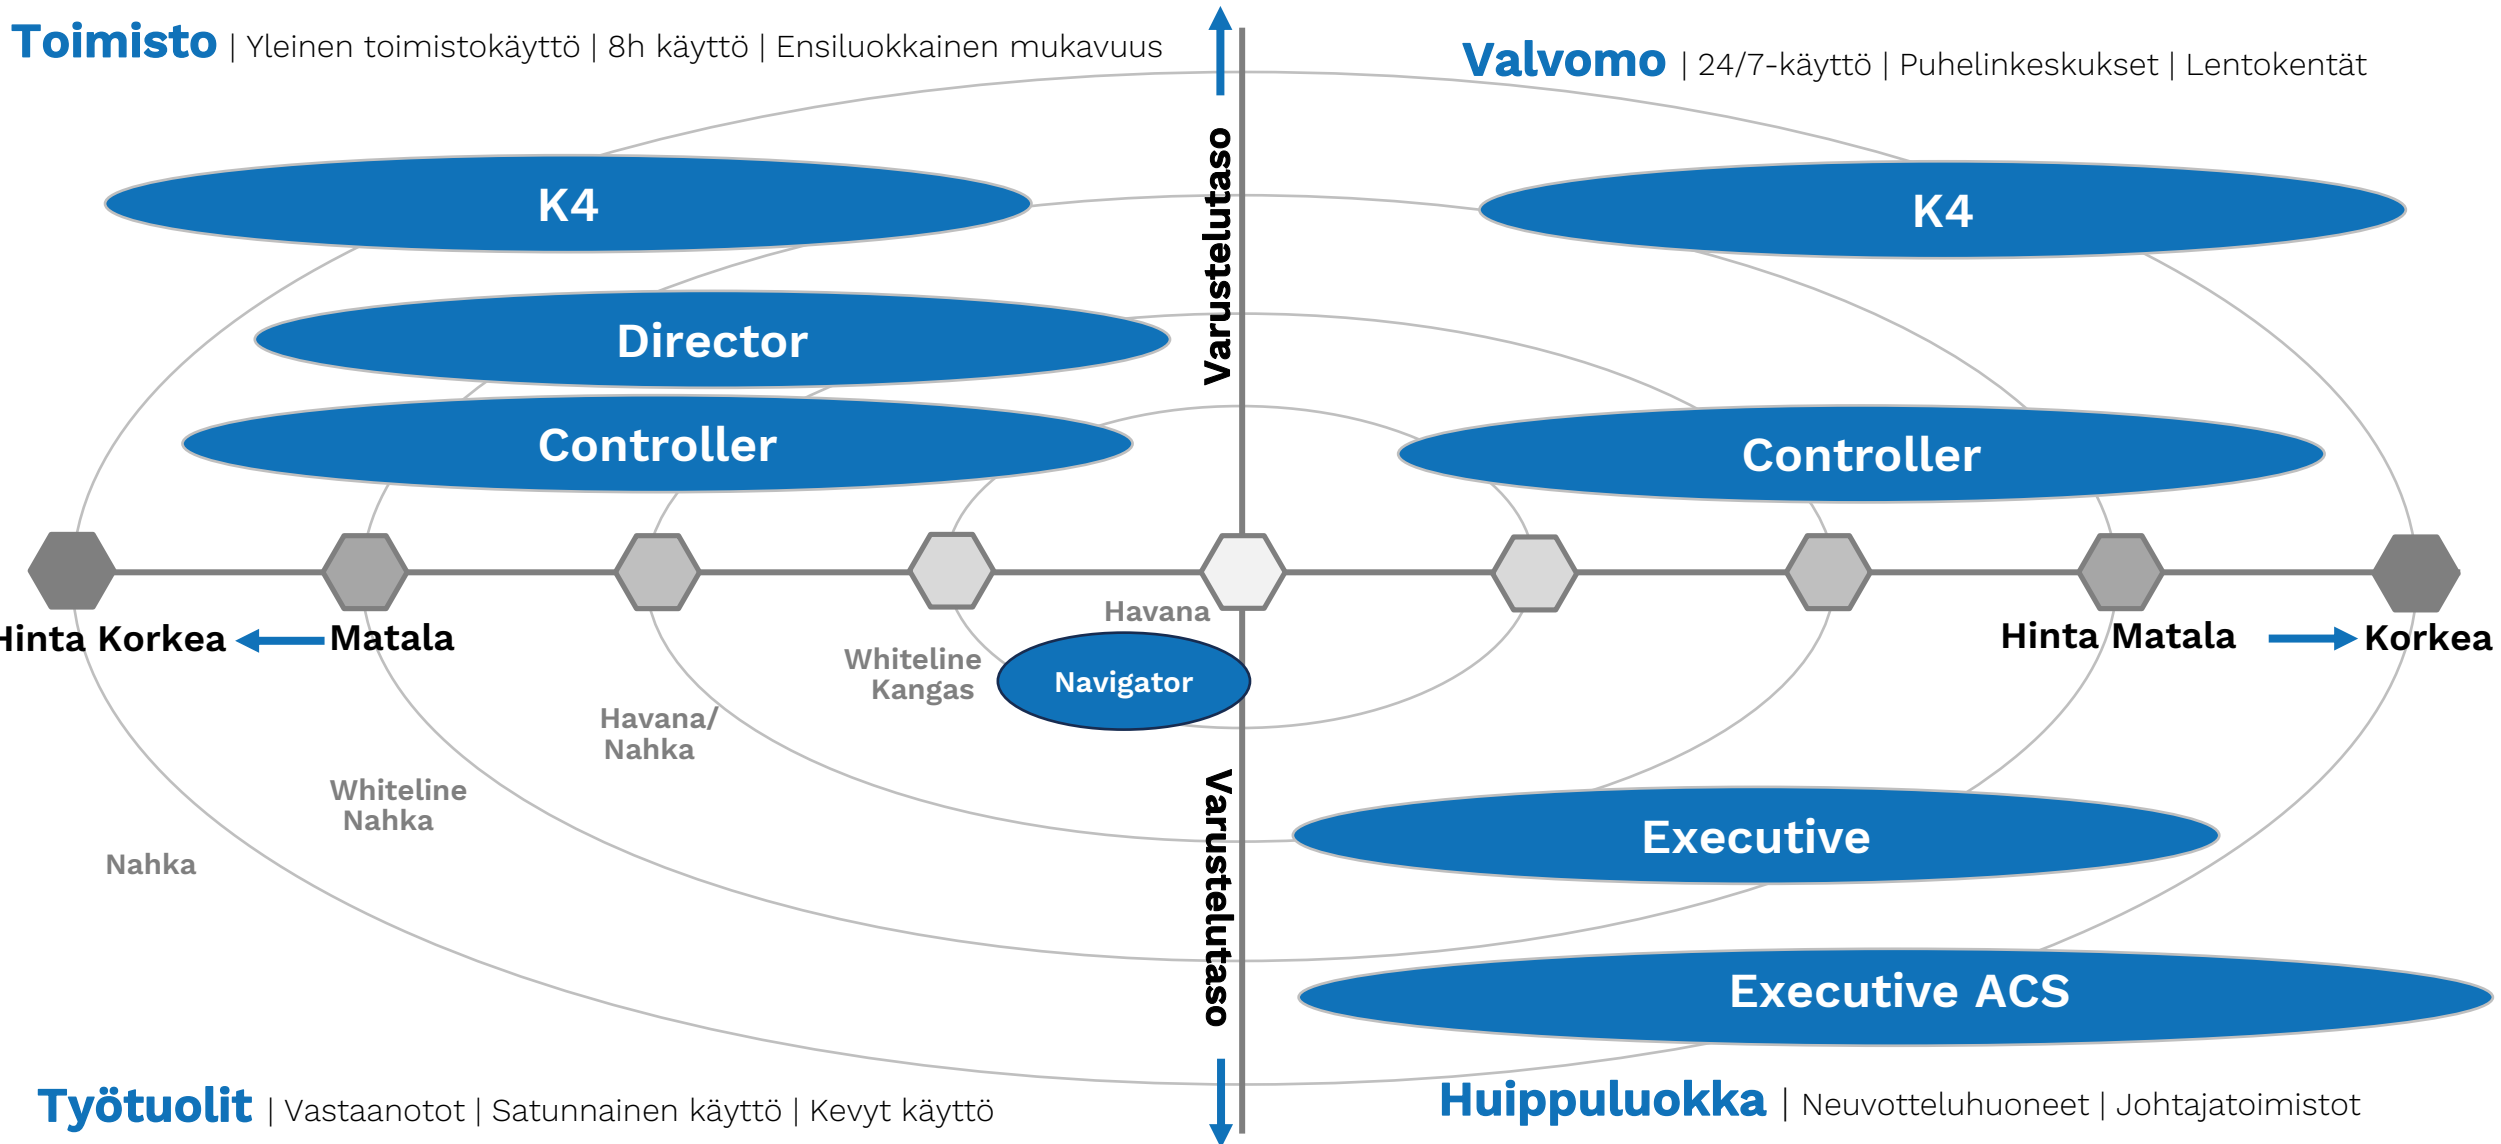 Toimisto | Yleinen toimistokäyttö | 8h käyttö | Ensiluokkainen mukavuus
Valvomo | 24/7-käyttö | Puhelinkeskukset | Lentokentät
Varustelutaso
K4
K4
Director
Controller
Controller
Hinta Korkea
Matala
Hinta Matala
Korkea
Havana
Whiteline
Kangas
Navigator
Havana/
Nahka
Whiteline
Nahka
Nahka
Varustelutaso
Executive
Executive ACS
Työtuolit | Vastaanotot | Satunnainen käyttö | Kevyt käyttö
Huippuluokka | Neuvotteluhuoneet | Johtajatoimistot